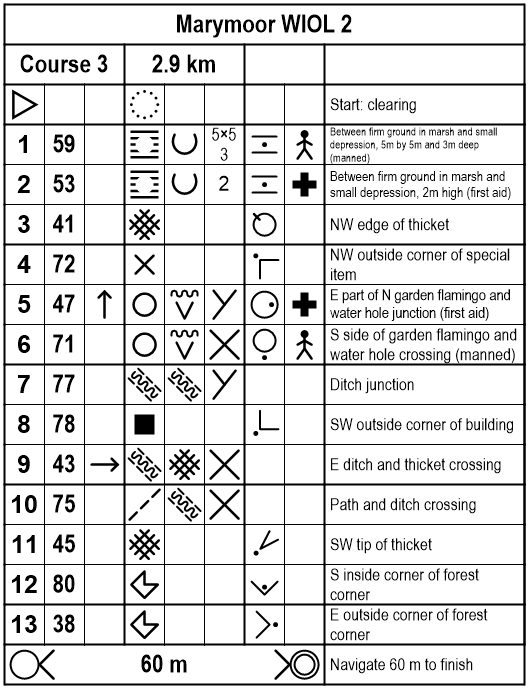 Marymoor WIOL 2
Course 3 2.9 km
Start: clearing
1 59 5×5
3
Between firm ground in marsh and small
depression, 5m by 5m and 3m deep
(manned)
2 53 2
Between firm ground in marsh and
small depression, 2m high (first aid)
3 41 NW edge of thicket
4 72
NW outside corner of special
item
5 47
E part of N garden flamingo and
water hole junction (first aid)
6 71
S side of garden flamingo and
water hole crossing (manned)
7 77 Ditch junction
8 78 SW outside corner of building
9 43 E ditch and thicket crossing
10 75 Path and ditch crossing
11 45 SW tip of thicket
12 80
S inside corner of forest
corner
13 38
E outside corner of forest
corner
60 m Navigate 60 m to finish